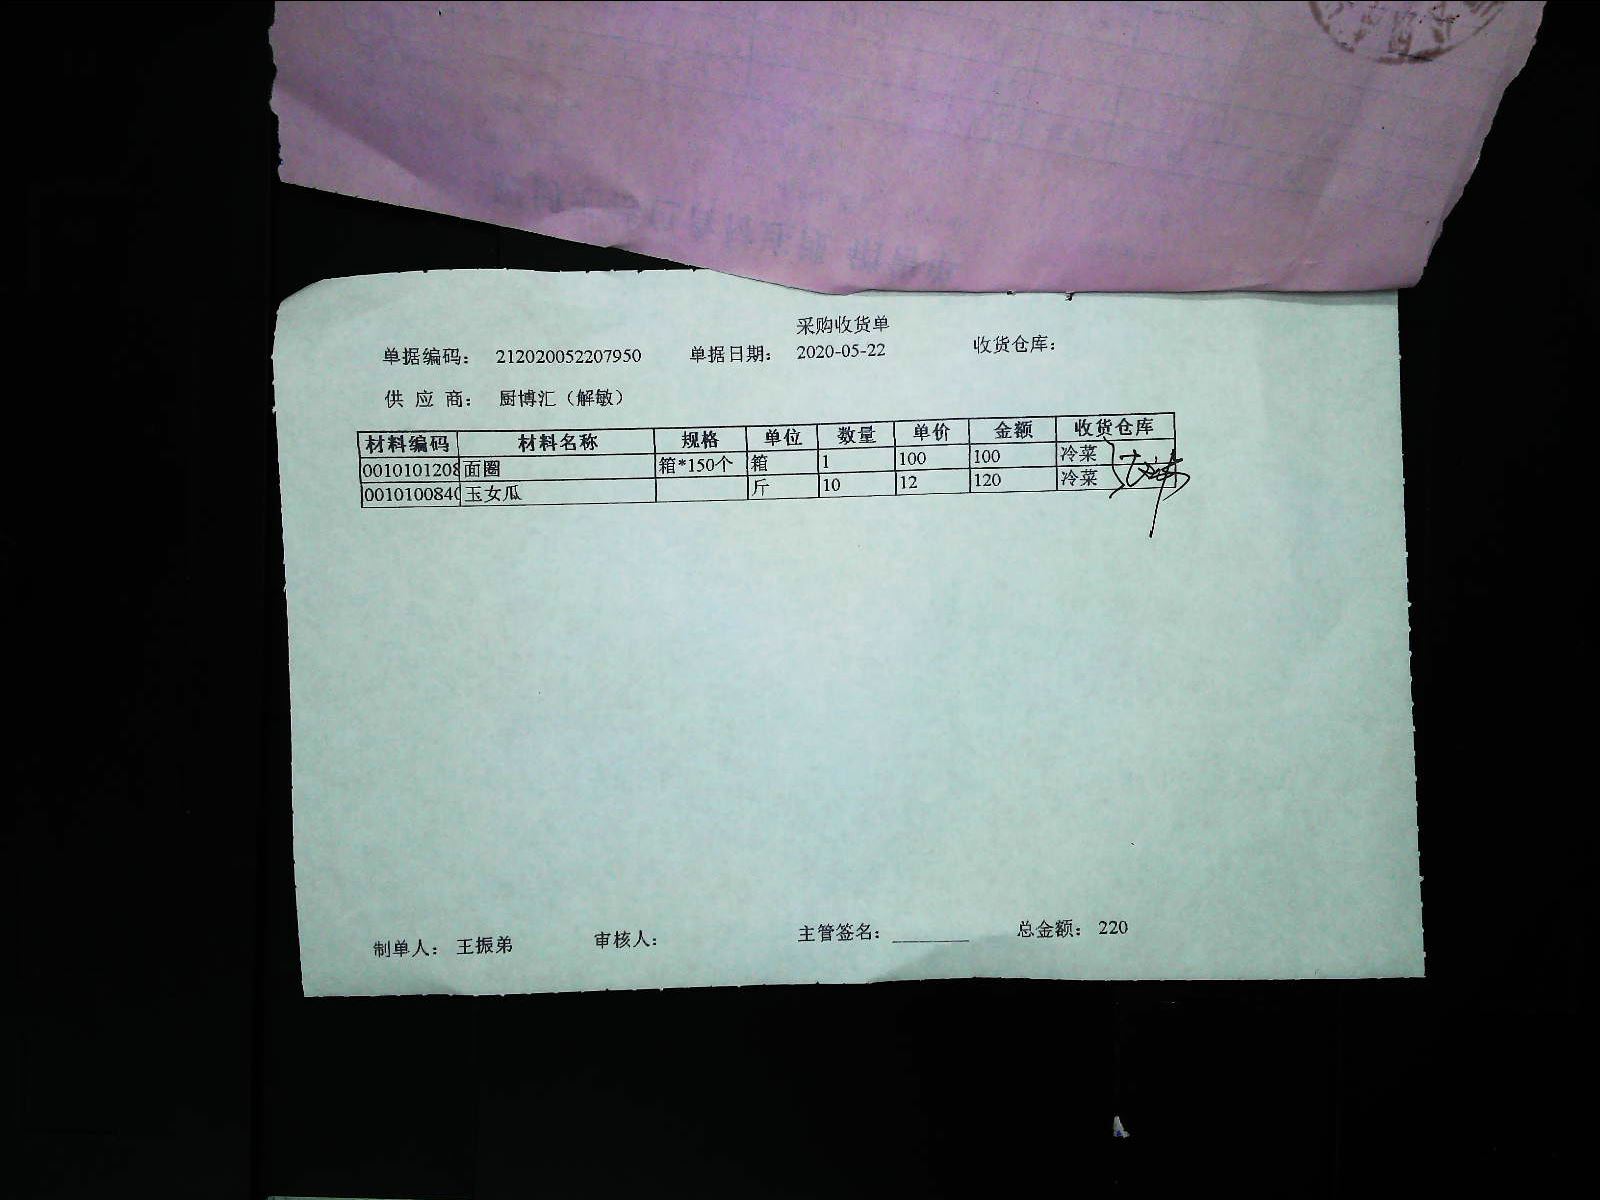 采购收货单
单据编码： 212020052207950 单据日期： 2020-05-22 收货仓库：
供 应 商： 厨博汇（解敏）
材料编码 材料名称 规格 单位 数量 单价 金额 收货仓库
0010101208 面圈 箱*150个 箱 1 100 100 冷菜
001010084 玉女瓜 斤 10 12 120 冷菜
制单人： 王振弟 审核人： 主管签名： ________ 总金额： 220